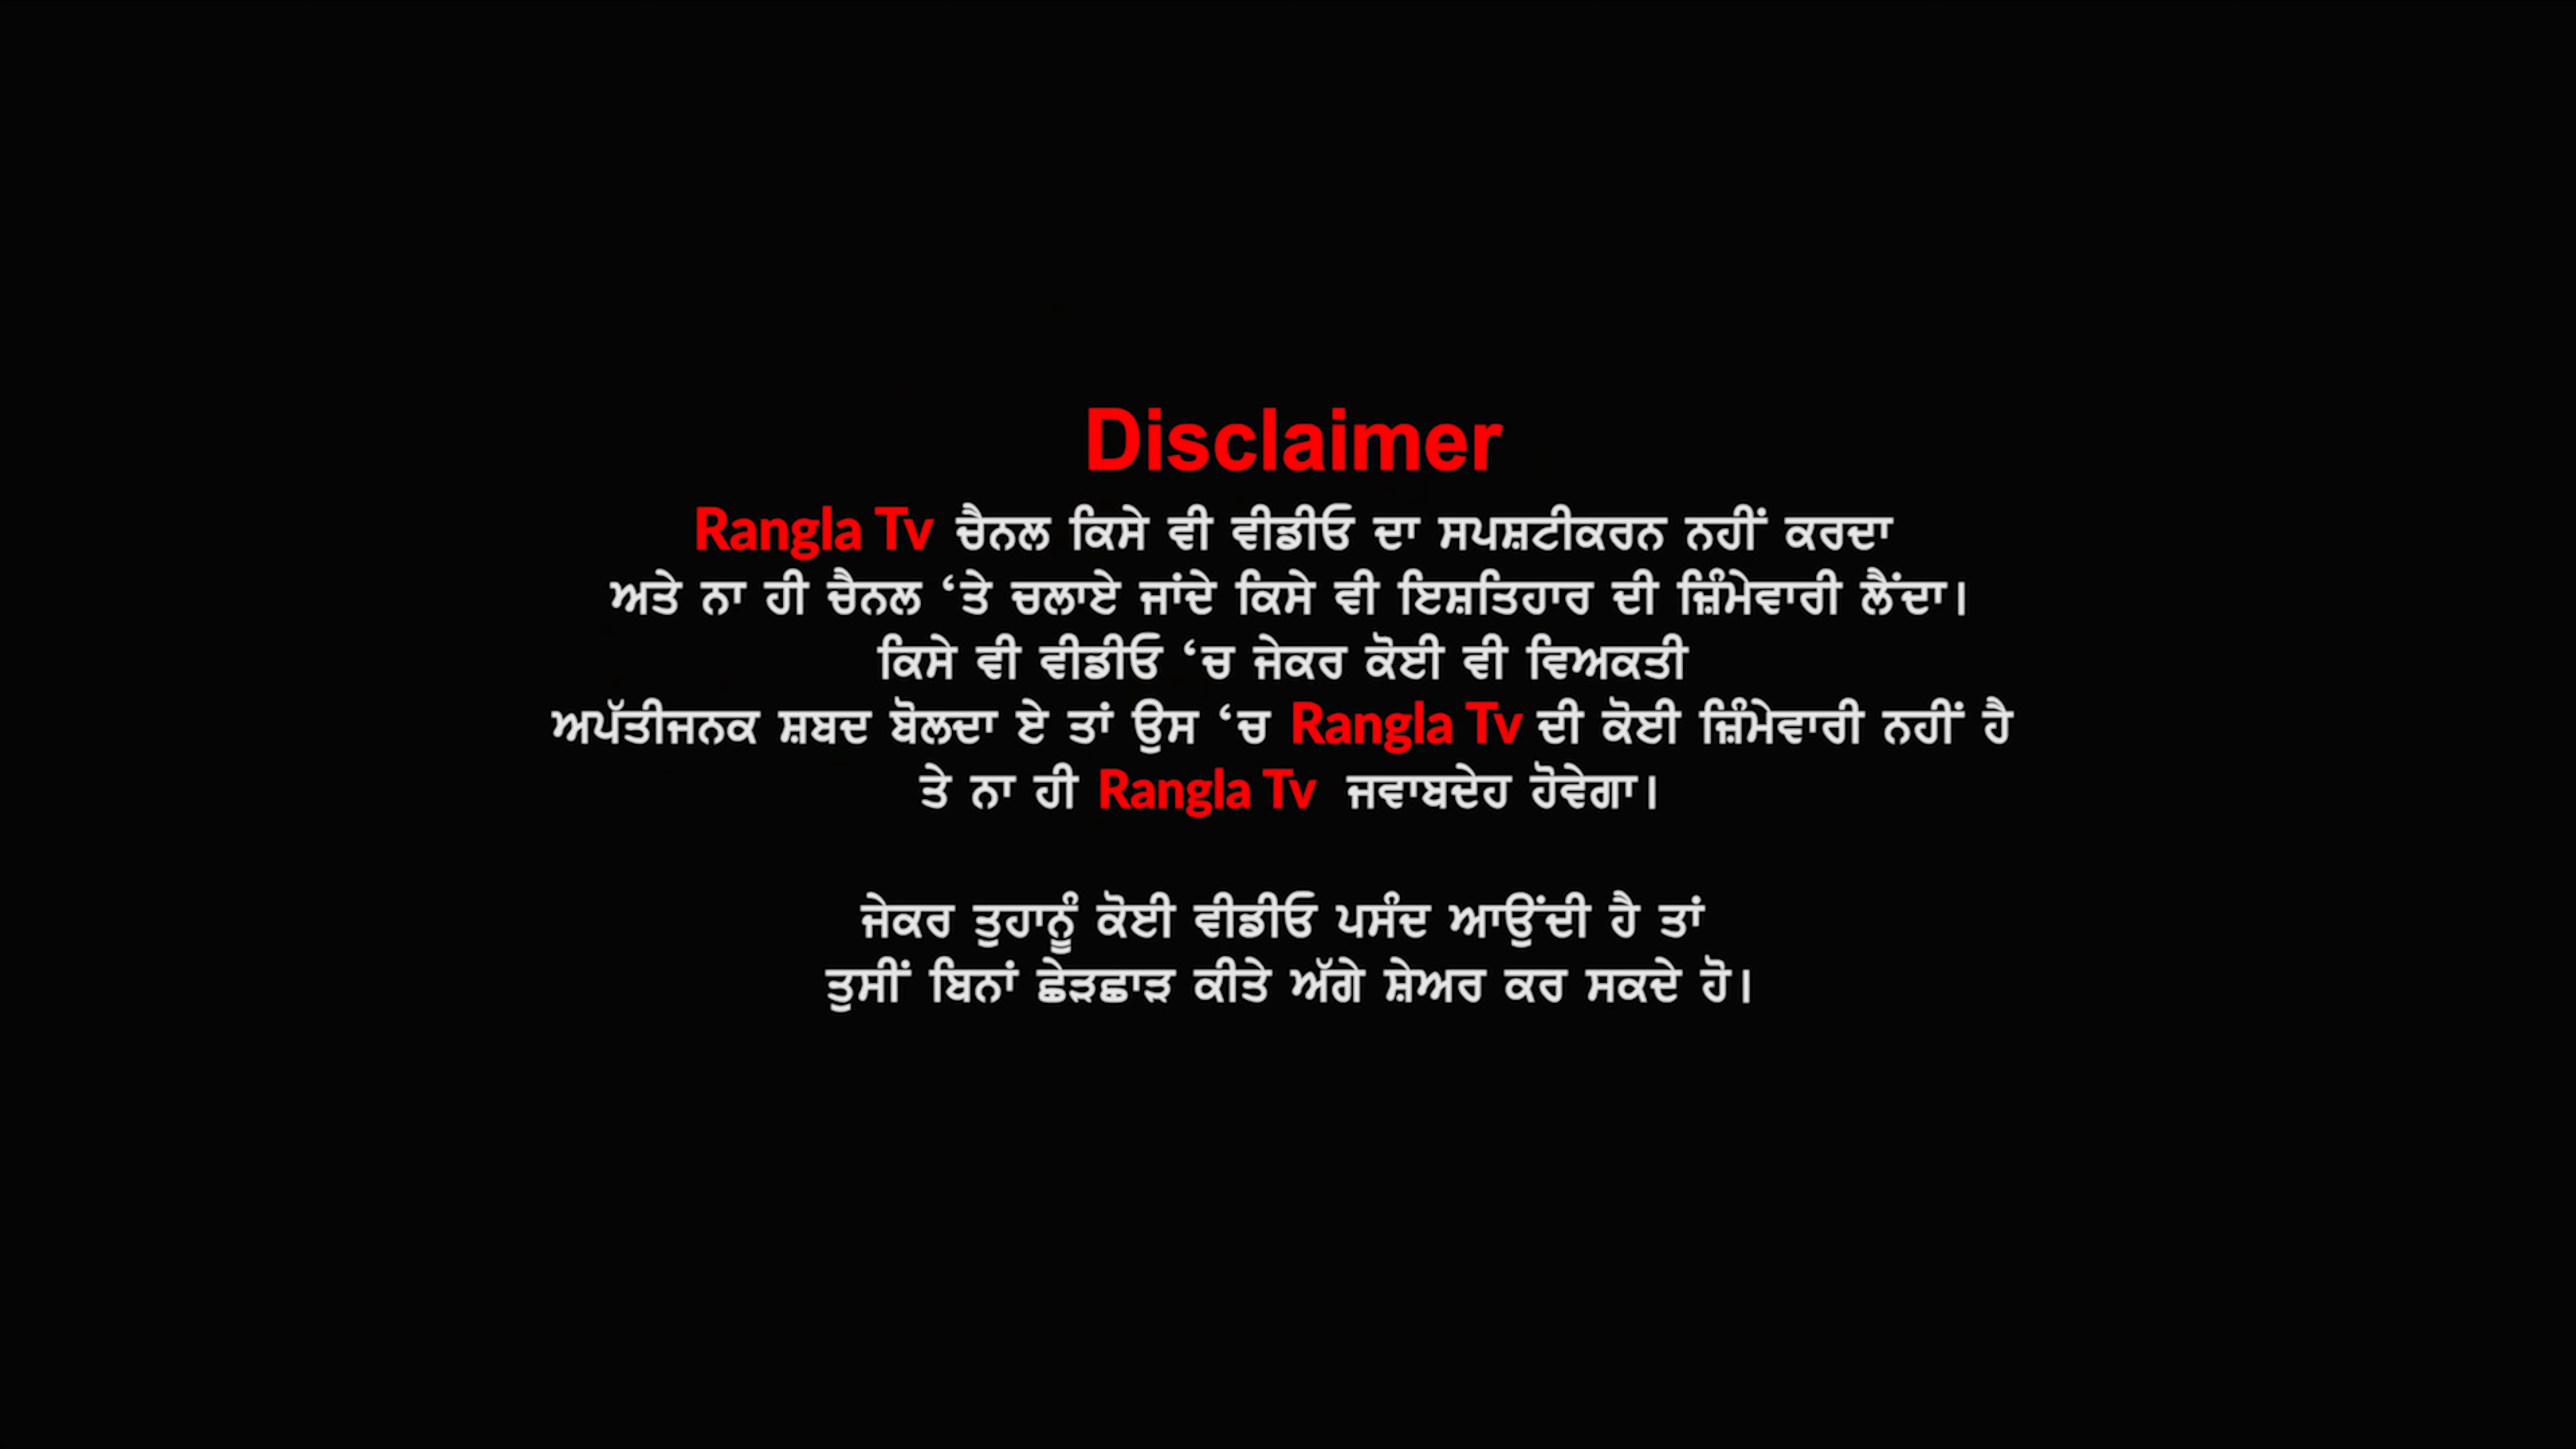 Disclaimer
Rangla Tv ਚੈਨਲ ਕਿਸੇ ਵੀ ਵੀਡੀਓ ਦਾ ਸਪਸ਼ਟੀਕਰਨ ਨਹੀਂ ਕਰਦਾ
ਅਤੇ ਨਾ ਹੀ ਚੈਨਲ ‘ਤੇ ਚਲਾਏ ਜਾਂਦੇ ਕਿਸੇ ਵੀ ਇਸ਼ਤਿਹਾਰ ਦੀ ਜ਼ਿੰਮੇਵਾਰੀ ਲੈਂਦਾ।
ਕਿਸੇ ਵੀ ਵੀਡੀਓ ‘ਚ ਜੇਕਰ ਕੋਈ ਵੀ ਵਿਅਕਤੀ
ਅਪੱਤੀਜਨਕ ਸ਼ਬਦ ਬੋਲਦਾ ਏ ਤਾਂ ਉਸ ‘ਚ Rangla Tv ਦੀ ਕੋਈ ਜ਼ਿੰਮੇਵਾਰੀ ਨਹੀਂ ਹੈ
ਤੇ ਨਾ ਹੀ Rangla Tv ਜਵਾਬਦੇਹ ਹੋਵੇਗਾ।
ਜੇਕਰ ਤੁਹਾਨੂੰ ਕੋਈ ਵੀਡੀਓ ਪਸੰਦ ਆਉਂਦੀ ਹੈ ਤਾਂ
ਤੁਸੀਂ ਬਿਨਾਂ ਛੇੜਛਾੜ ਕੀਤੇ ਅੱਗੇ ਸ਼ੇਅਰ ਕਰ ਸਕਦੇ ਹੋ।